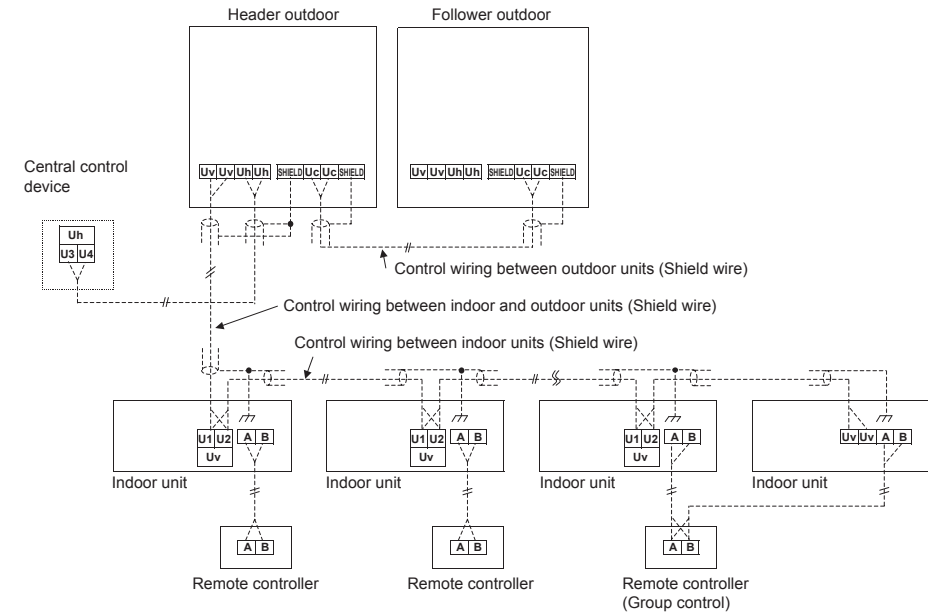 Header outdoor
Follower outdoor
Uv Uv Uh Uh SHIELD Uc Uc SHIELD
Uv Uv Uh Uh SHIELD Uc Uc SHIELD
Central control
device
Uh
U3 U4
Control wiring between outdoor units (Shield wire)
Control wiring between indoor and outdoor units (Shield wire)
Control wiring between indoor units (Shield wire)
U1 U2 A B
Uv
U1 U2 A B
Uv
U1 U2 A B
Uv
Uv Uv A B
Indoor unit
Indoor unit
Indoor unit
Indoor unit
A B
A B
A B
Remote controller
Remote controller
Remote controller
(Group control)